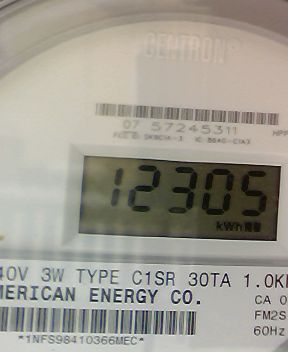 CENTRON
07 57245311
12305
kWh
40V 3W TYPE C1SR 30TA 1.0K
MERICAN ENERGY CO.
CA 0
FM2S
60Hz
*1NFS98410366MEC*